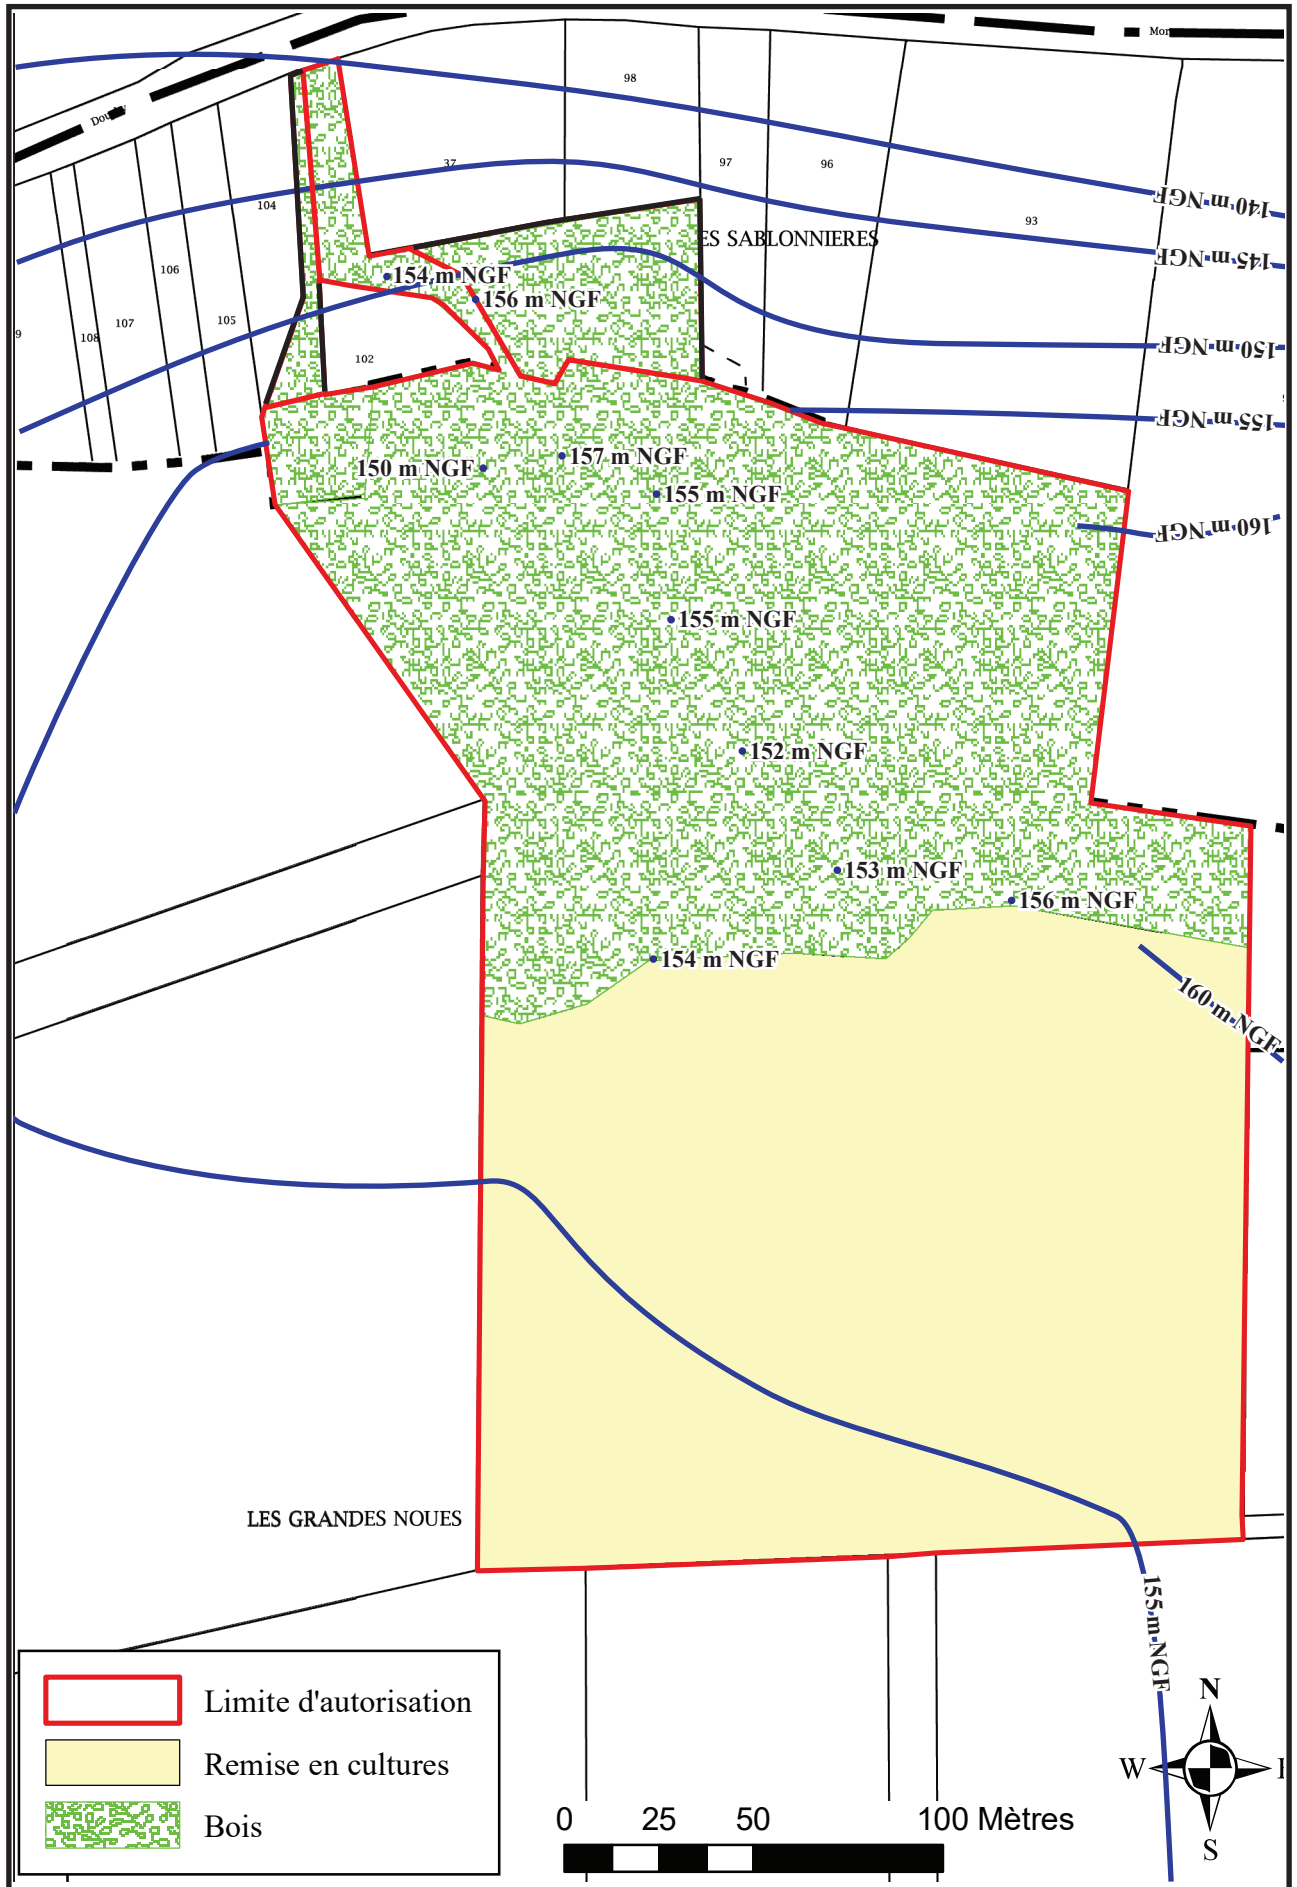 98
37
97
96
93
104
106
107
108
105
9
102
140 m NGF
145 m NGF
150 m NGF
155 m NGF
160 m NGF
ES SABLONNIERES
154 m NGF
156 m NGF
150 m NGF
157 m NGF
155 m NGF
155 m NGF
152 m NGF
153 m NGF
156 m NGF
154 m NGF
160 m NGF
LES GRANDES NOUES
155 m NGF
Limite d'autorisation
Remise en cultures
Bois
0 25 50 100 Mètres
N
W
S